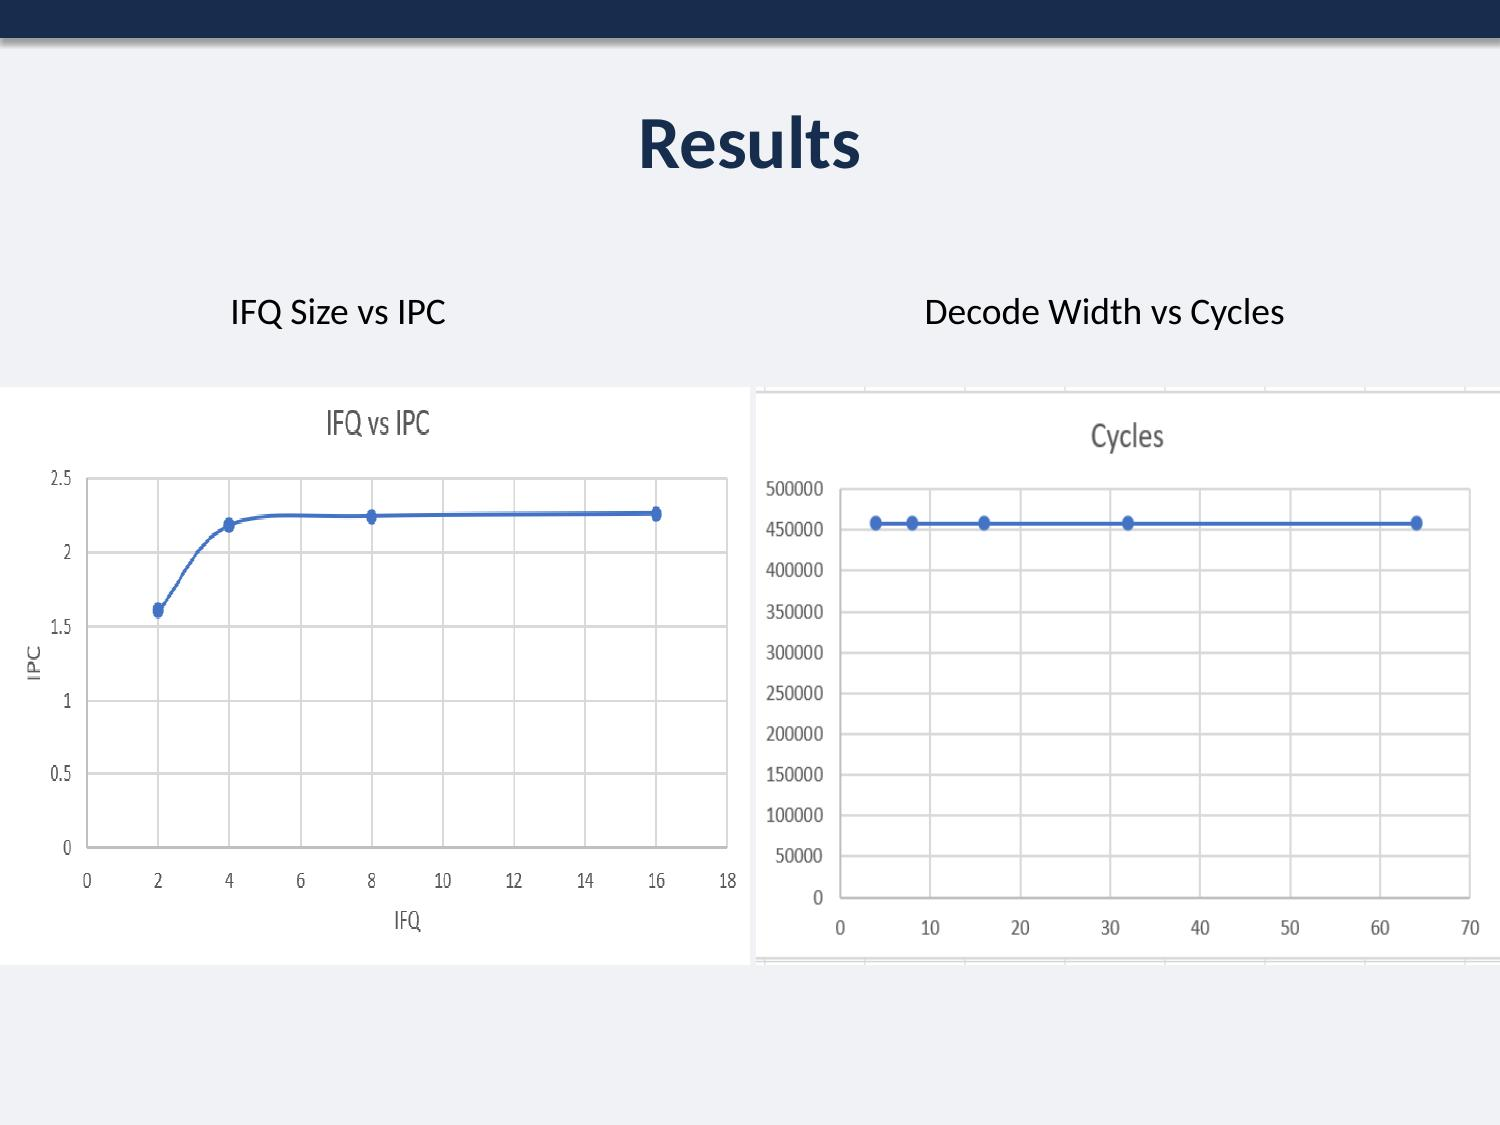 Results
IFQ Size vs IPC
Decode Width vs Cycles
IFQ vs IPC
2.5
2
1.5
1
0.5
0
IPC
0 2 4 6 8 10 12 14 16 18
IFQ
Cycles
500000
450000
400000
350000
300000
250000
200000
150000
100000
50000
0
0 10 20 30 40 50 60 70